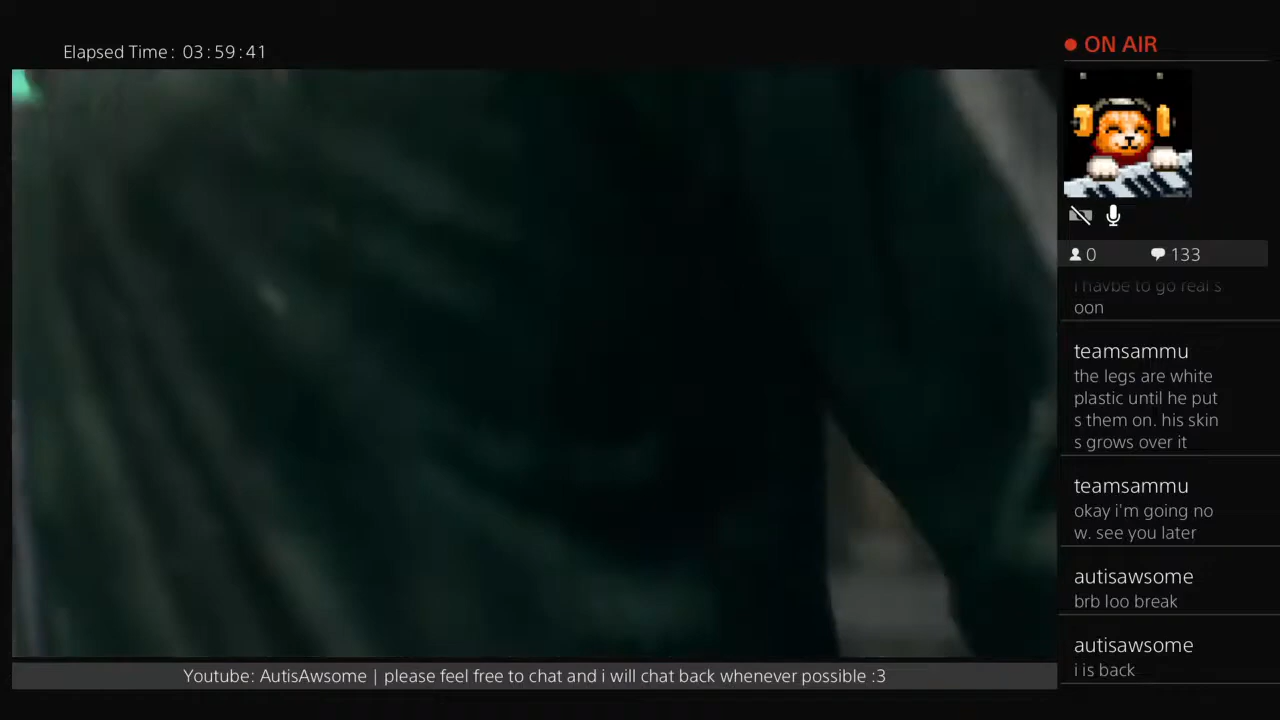 Elapsed Time: 03:59:41
ON AIR
0 133
i havbe to go real s
oon
teamsammu
the legs are white
plastic until he put
s them on. his skin
s grows over it
teamsammu
okay i'm going no
w. see you later
autisawsome
brb loo break
autisawsome
i is back
Youtube: AutisAwsome | please feel free to chat and i will chat back whenever possible :3